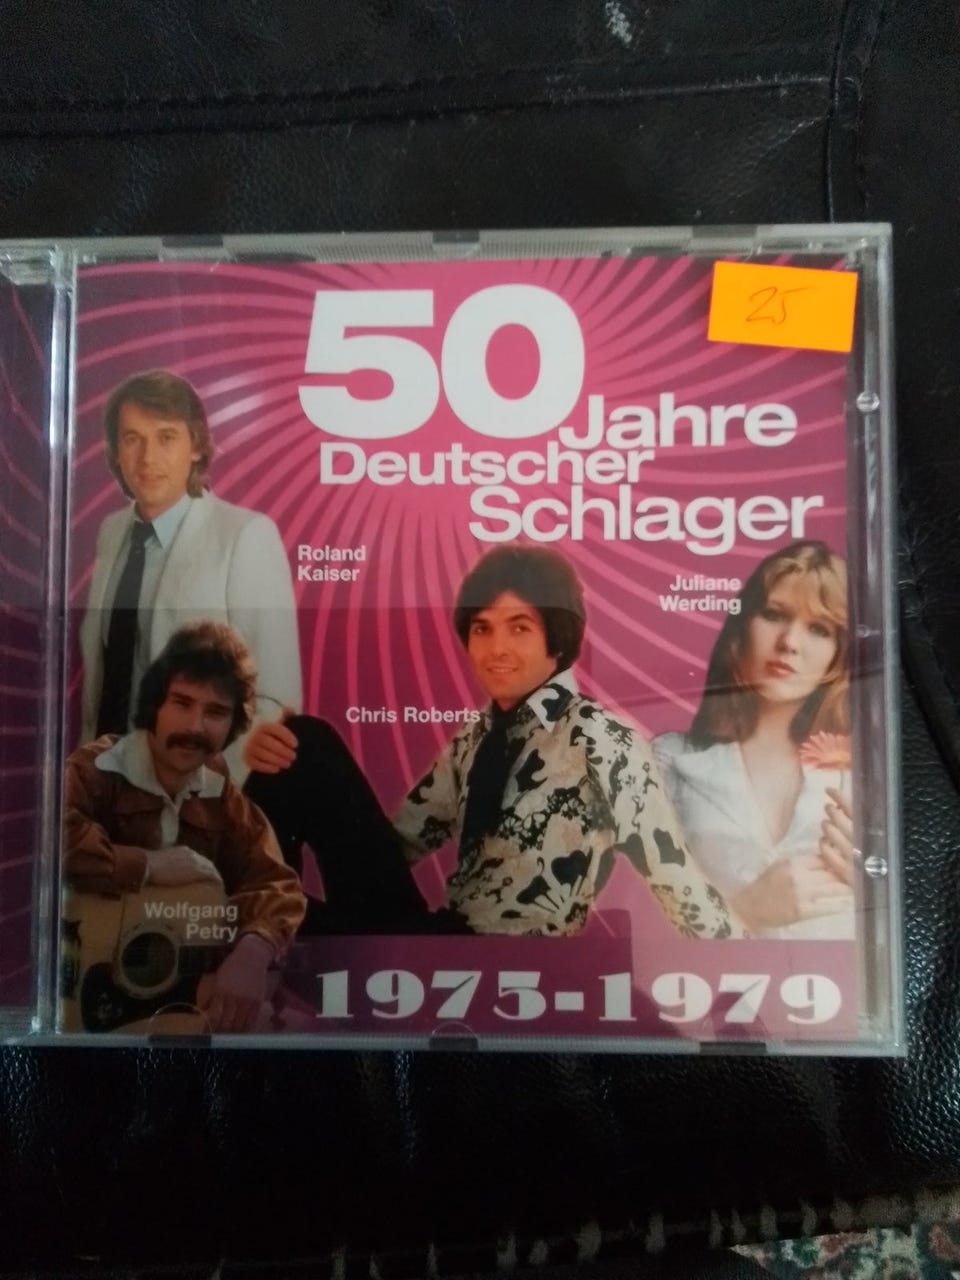 25
50
Jahre
Deutscher
Schlager
Roland
Kaiser
Juliane
Werding
Chris Roberts
Wolfgang
Petry
1975-1979